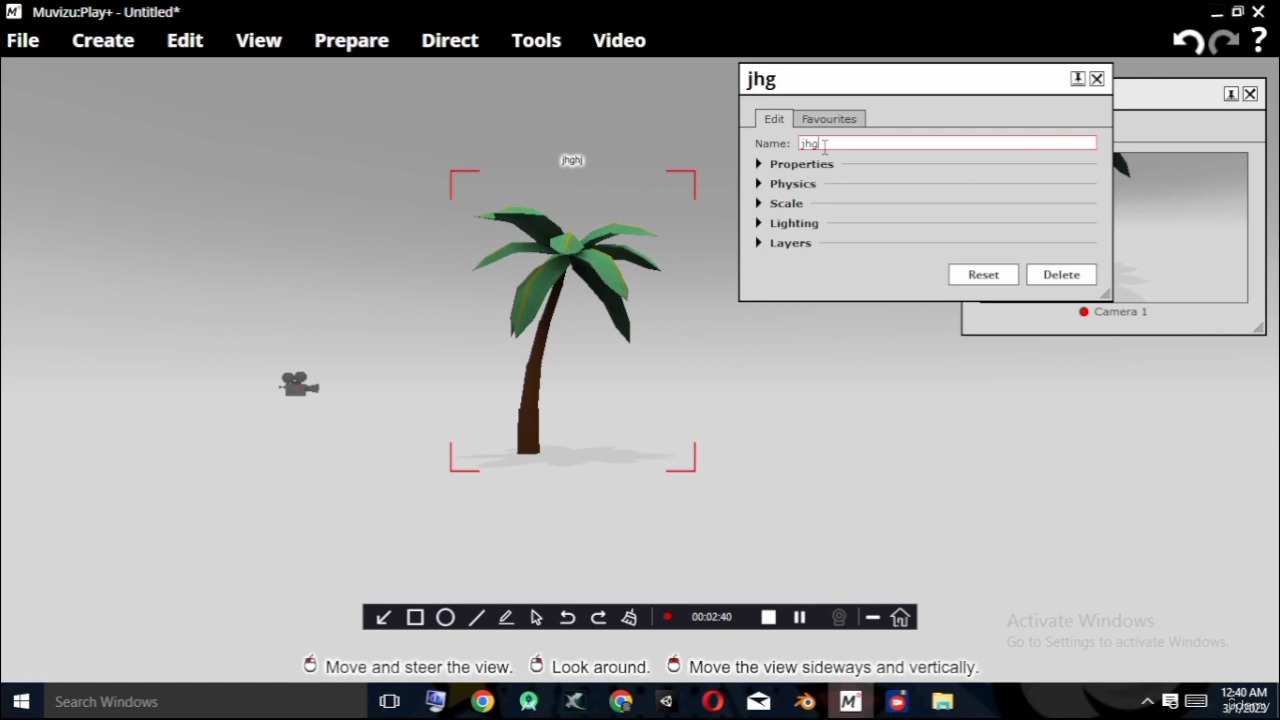 Muvizu:Play+ - Untitled*
File Create Edit View Prepare Direct Tools Video ?
jhg
Edit Favourites
Name: jhg
Properties
Physics
Scale
Lighting
Layers
Reset Delete
Camera 1
jhghj
00:02:40
Activate Windows
Go to Settings to activate Windows.
Move and steer the view. Look around. Move the view sideways and vertically.
Search Windows
12:40 AM